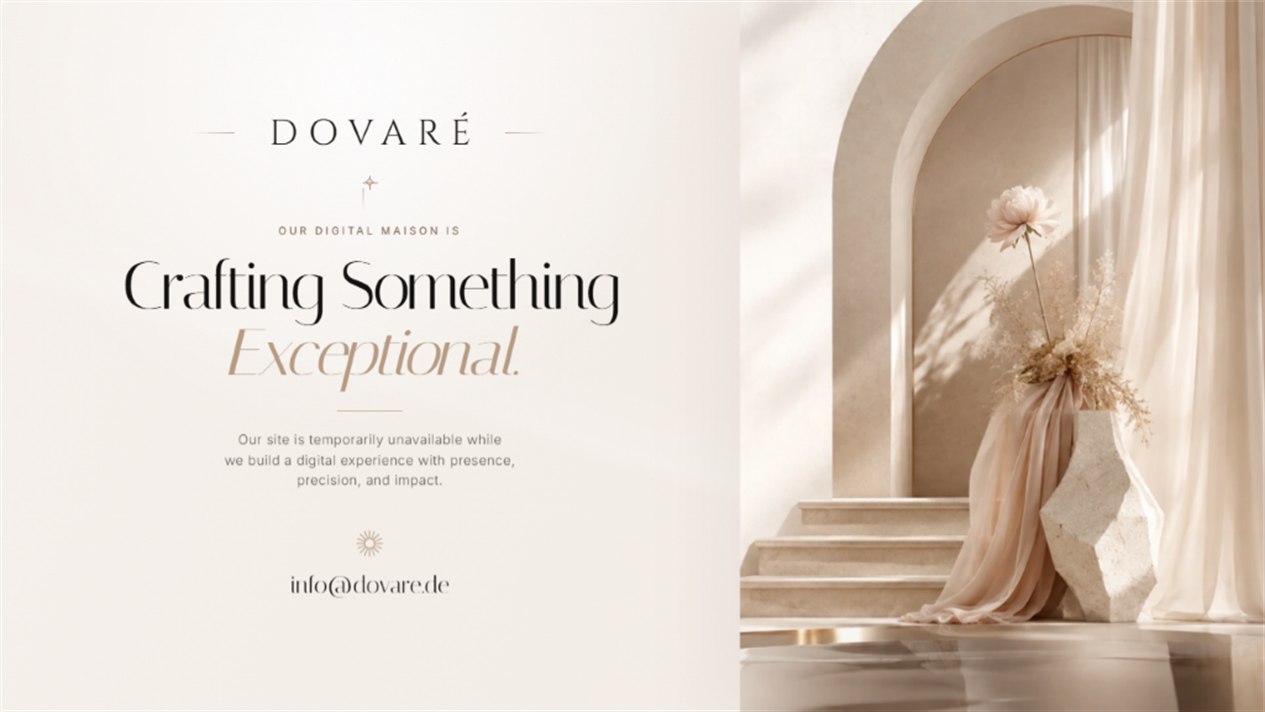 DOVARÉ
OUR DIGITAL MAISON IS
Crafting Something
Exceptional.
Our site is temporarily unavailable while
we build a digital experience with presence,
precision, and impact.
info@dovare.de